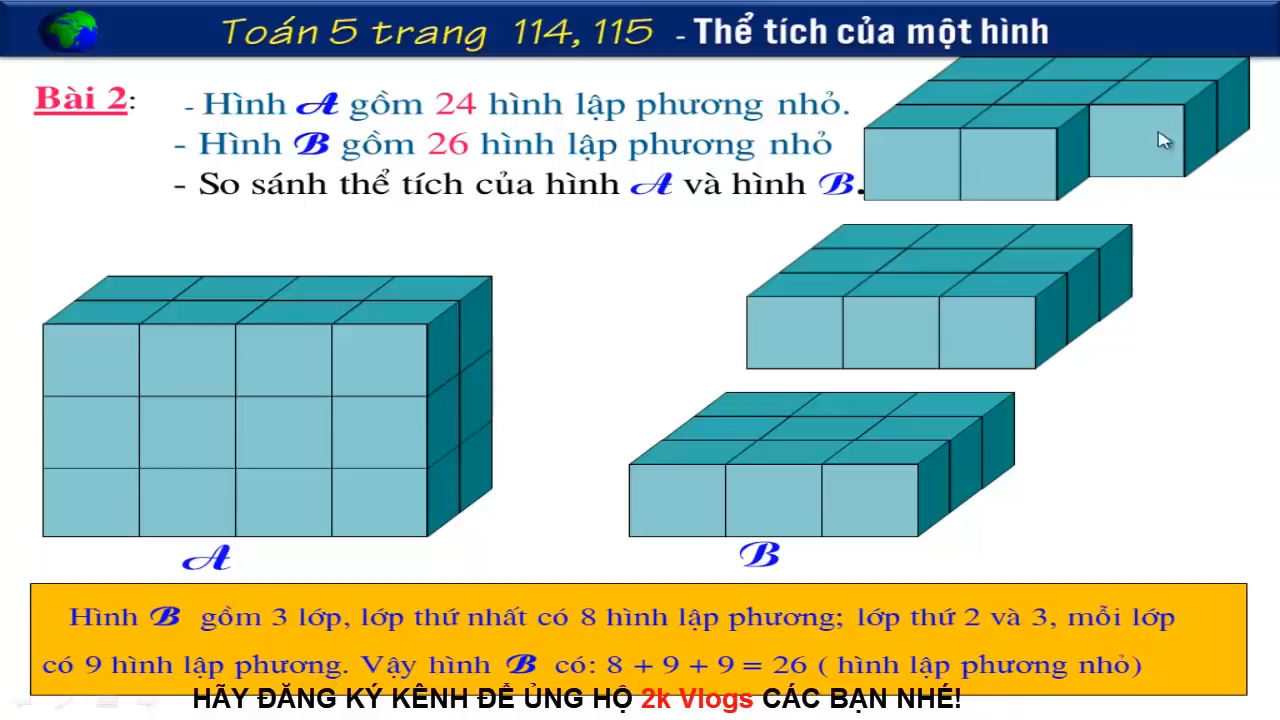 Toán 5 trang 114, 115 - Thể tích của một hình
Bài 2:
- Hình A gồm 24 hình lập phương nhỏ.
- Hình B gồm 26 hình lập phương nhỏ
- So sánh thể tích của hình A và hình B.
A
B
Hình B gồm 3 lớp, lớp thứ nhất có 8 hình lập phương; lớp thứ 2 và 3, mỗi lớp
có 9 hình lập phương. Vậy hình B có: 8 + 9 + 9 = 26 ( hình lập phương nhỏ)
HÃY ĐĂNG KÝ KÊNH ĐỂ ỦNG HỘ 2k Vlogs CÁC BẠN NHÉ!